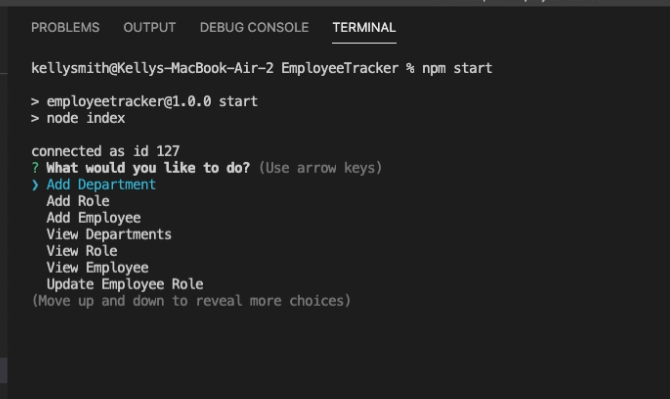 PROBLEMS OUTPUT DEBUG CONSOLE TERMINAL
kellysmith@Kellys-MacBook-Air-2 EmployeeTracker % npm start
> employeetracker@1.0.0 start
> node index
connected as id 127
? What would you like to do? (Use arrow keys)
❯ Add Department
Add Role
Add Employee
View Departments
View Role
View Employee
Update Employee Role
(Move up and down to reveal more choices)